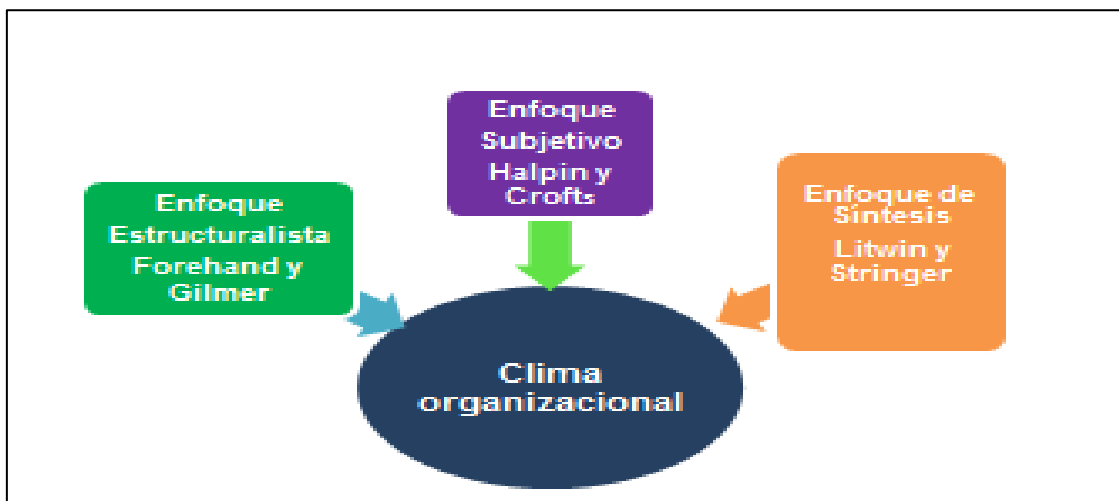 Enfoque
Subjetivo
Halpin y
Crofts
Enfoque
Estructuralista
Forehand y
Gilmer
Enfoque de
Síntesis
Litwin y
Stringer
Clima
organizacional